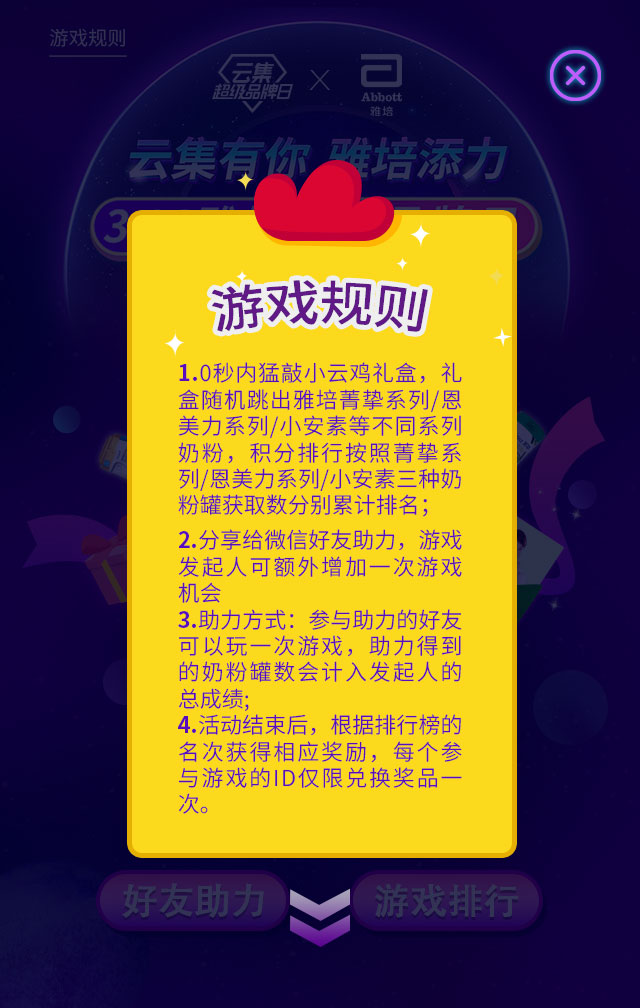 游戏规则
云集
超级品牌日
Abbott
雅培
云集有你 雅培添力
3
游戏规则
1.0秒内猛敲小云鸡礼盒，礼
盒随机跳出雅培菁挚系列/恩
美力系列/小安素等不同系列
奶粉，积分排行按照菁挚系
列/恩美力系列/小安素三种奶
粉罐获取数分别累计排名；
2.分享给微信好友助力，游戏
发起人可额外增加一次游戏
机会
3.助力方式：参与助力的好友
可以玩一次游戏，助力得到
的奶粉罐数会计入发起人的
总成绩;
4.活动结束后，根据排行榜的
名次获得相应奖励，每个参
与游戏的ID仅限兑换奖品一
次。
好友助力
游戏排行